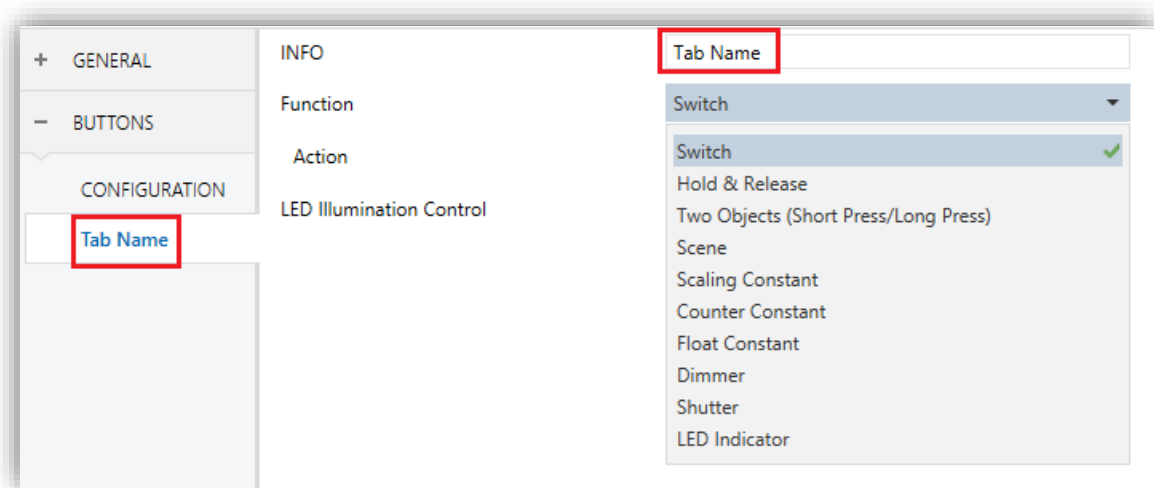 + GENERAL
− BUTTONS
CONFIGURATION
Tab Name
INFO
Tab Name
Function
Switch
Action
LED Illumination Control
Switch
Hold & Release
Two Objects (Short Press/Long Press)
Scene
Scaling Constant
Counter Constant
Float Constant
Dimmer
Shutter
LED Indicator